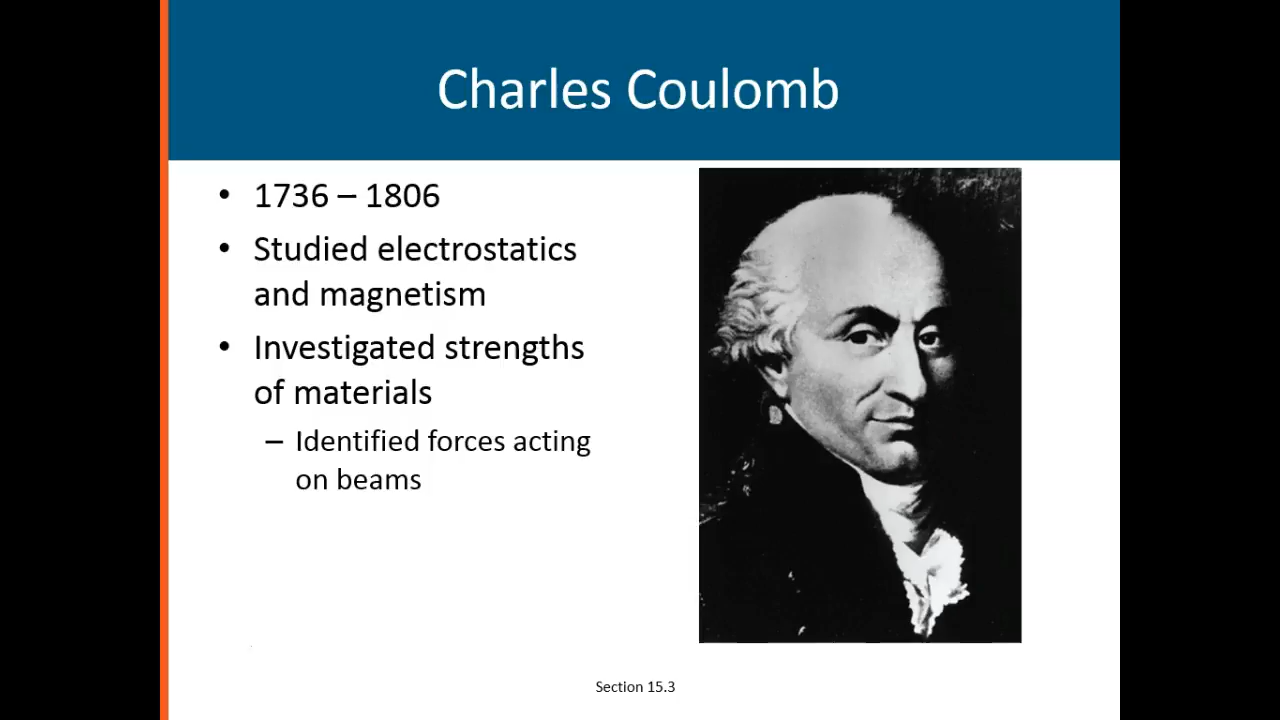 Charles Coulomb
• 1736 – 1806
• Studied electrostatics
and magnetism
• Investigated strengths
of materials
– Identified forces acting
on beams
Section 15.3